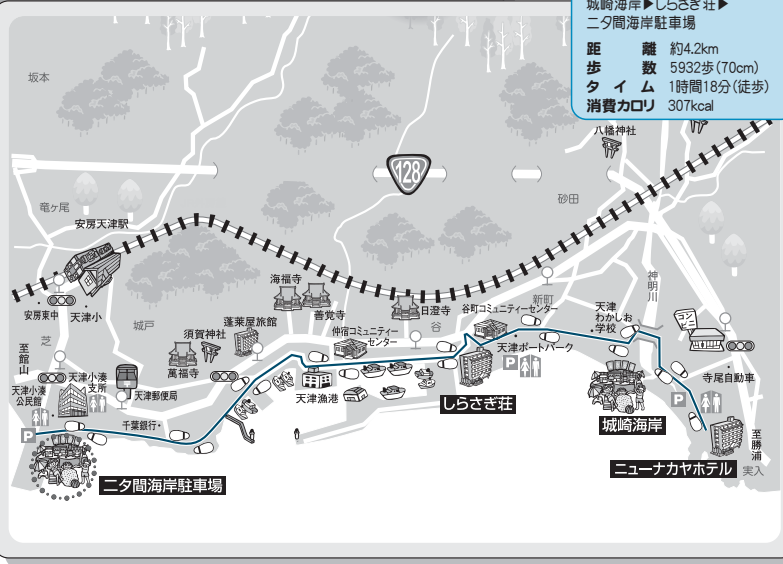 城崎海岸▶しらさぎ荘▶
二タ間海岸駐車場
距離 約4.2km
歩数 5932歩(70cm)
タイム 1時間18分(徒歩)
消費カロリ 307kcal
坂本
八幡神社
128
竜ヶ尾
砂田
安房天津駅
海福寺
善覚寺
日澄寺
谷町コミュニティーセンター
新町
神明川
安房東中
天津小
城戸
須賀神社
蓬莱屋旅館
仲宿コミュニティー
センター
谷
天津
わかしお
学校
コンビニ
芝
至館山
萬福寺
天津ボートパーク
P
寺尾自動車
天津小湊
支所
天津小湊
公民館
天津郵便局
天津漁港
しらさぎ荘
P
城崎海岸
至勝浦
P
千葉銀行
ニューナカヤホテル
実入
二タ間海岸駐車場